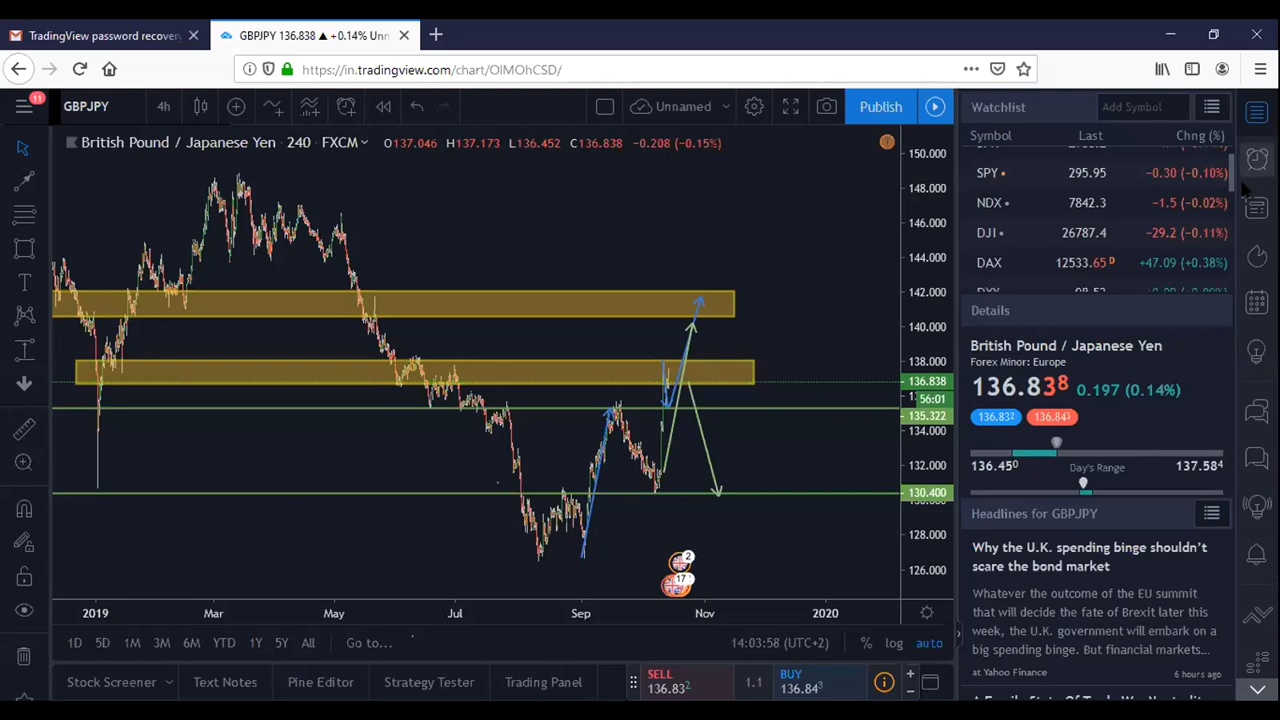 TradingView password recovery
GBPJPY 136.838 ▲ +0.14% Unn
https://in.tradingview.com/chart/OIMOhCSD/
11
GBPJPY
4h
Unnamed
Publish
British Pound / Japanese Yen · 240 · FXCM
O137.046 H137.173 L136.452 C136.838 -0.208 (-0.15%)
150.000
148.000
146.000
144.000
142.000
140.000
138.000
136.838
56:01
135.322
134.000
132.000
130.400
128.000
126.000
2
17
2019 Mar May Jul Sep Nov 2020
1D 5D 1M 3M 6M YTD 1Y 5Y All Go to...
14:03:58 (UTC+2) % log auto
Stock Screener Text Notes Pine Editor Strategy Tester Trading Panel
SELL
136.83²
1.1
BUY
136.84³
Watchlist
Add Symbol
Symbol Last Chng (%)
SPY 295.95 −0.30 (−0.10%)
NDX 7842.3 −1.5 (−0.02%)
DJI 26787.4 −29.2 (−0.11%)
DAX 12533.65 D +47.09 (+0.38%)
Details
British Pound / Japanese Yen
Forex Minor: Europe
136.838 0.197 (0.14%)
136.83² 136.84³
136.45⁰ Day's Range 137.58⁴
Headlines for GBPJPY
Why the U.K. spending binge shouldn't
scare the bond market
Whatever the outcome of the EU summit
that will decide the fate of Brexit later this
week, the U.K. government will embark on a
big spending binge. But financial markets...
at Yahoo Finance 6 hours ago